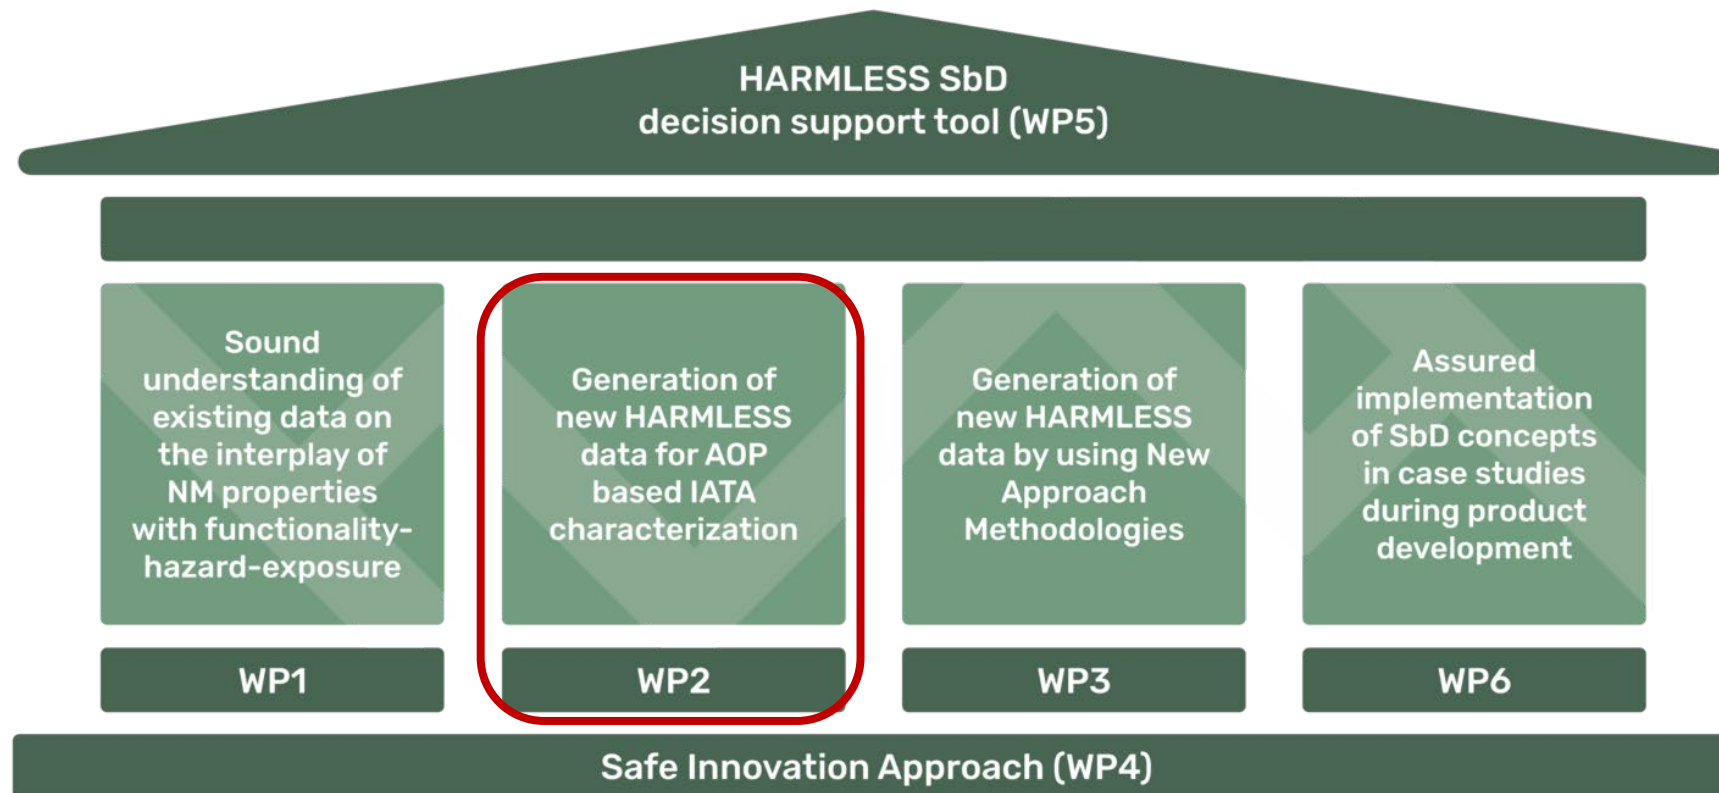 HARMLESS SbD
decision support tool (WP5)
Sound
understanding of
existing data on
the interplay of
NM properties
with functionality-
hazard-exposure
WP1
Generation of
new HARMLESS
data for AOP
based IATA
characterization
WP2
Generation of
new HARMLESS
data by using New
Approach
Methodologies
WP3
Assured
implementation
of SbD concepts
in case studies
during product
development
WP6
Safe Innovation Approach (WP4)